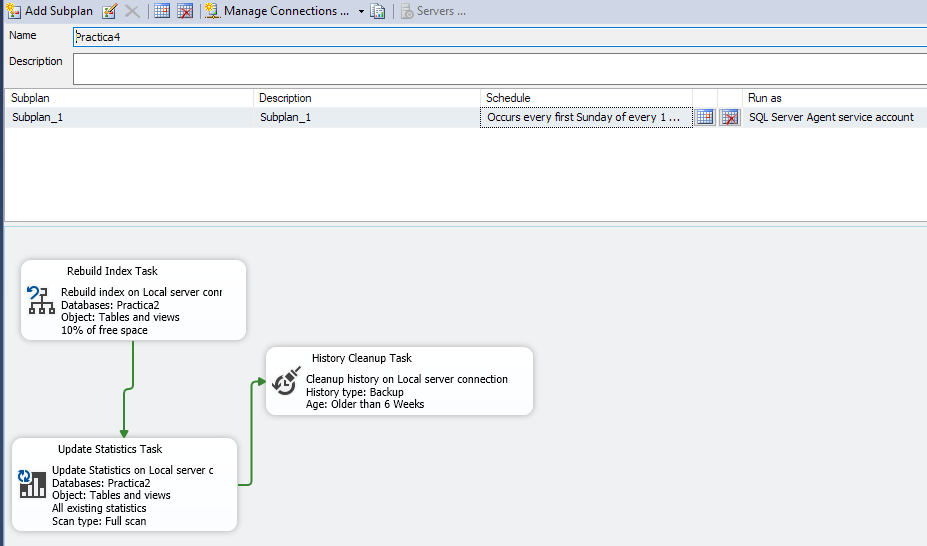 Add Subplan Manage Connections ... Servers ...
Name Practica4
Description
Subplan Description Schedule Run as
Subplan_1 Subplan_1 Occurs every first Sunday of every 1 ... SQL Server Agent service account
Rebuild Index Task
Rebuild index on Local server conr
Databases: Practica2
Object: Tables and views
10% of free space
History Cleanup Task
Cleanup history on Local server connection
History type: Backup
Age: Older than 6 Weeks
Update Statistics Task
Update Statistics on Local server c
Databases: Practica2
Object: Tables and views
All existing statistics
Scan type: Full scan